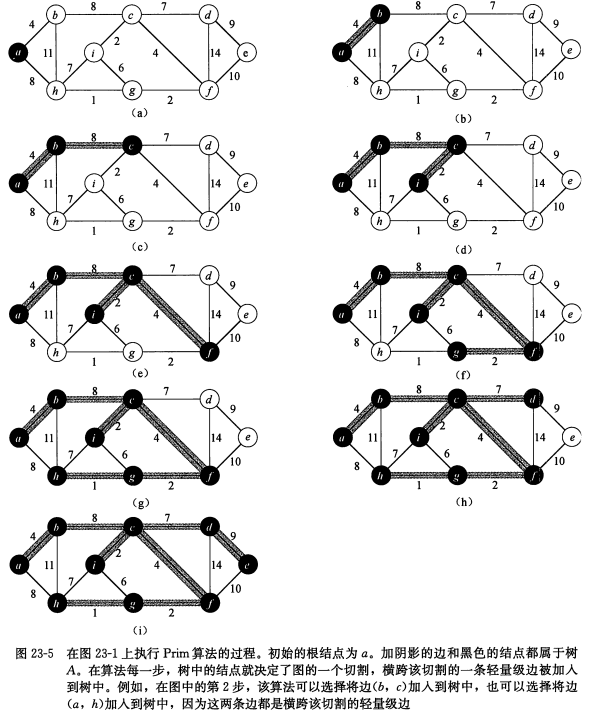 b 8 c 7 d
4 2 9
a 11 i 4 14 e
8 7 6 10
h 1 g 2 f
(a)
b 8 c 7 d
4 2 9
a 11 i 4 14 e
8 7 6 10
h 1 g 2 f
(b)
b 8 c 7 d
4 2 9
a 11 i 4 14 e
8 7 6 10
h 1 g 2 f
(c)
b 8 c 7 d
4 2 9
a 11 i 4 14 e
8 7 6 10
h 1 g 2 f
(d)
b 8 c 7 d
4 2 9
a 11 i 4 14 e
8 7 6 10
h 1 g 2 f
(e)
b 8 c 7 d
4 2 9
a 11 i 4 14 e
8 7 6 10
h 1 g 2 f
(f)
b 8 c 7 d
4 2 9
a 11 i 4 14 e
8 7 6 10
h 1 g 2 f
(g)
b 8 c 7 d
4 2 9
a 11 i 4 14 e
8 7 6 10
h 1 g 2 f
(h)
b 8 c 7 d
4 2 9
a 11 i 4 14 e
8 7 6 10
h 1 g 2 f
(i)
图 23-5 在图 23-1 上执行 Prim 算法的过程。初始的根结点为 a。加阴影的边和黑色的结点都属于树
A。在算法每一步，树中的结点就决定了图的一个切割，横跨该切割的一条轻量级边被加入
到树中。例如，在图中的第 2 步，该算法可以选择将边(b, c)加入到树中，也可以选择将边
(a, h)加入到树中，因为这两条边都是横跨该切割的轻量级边